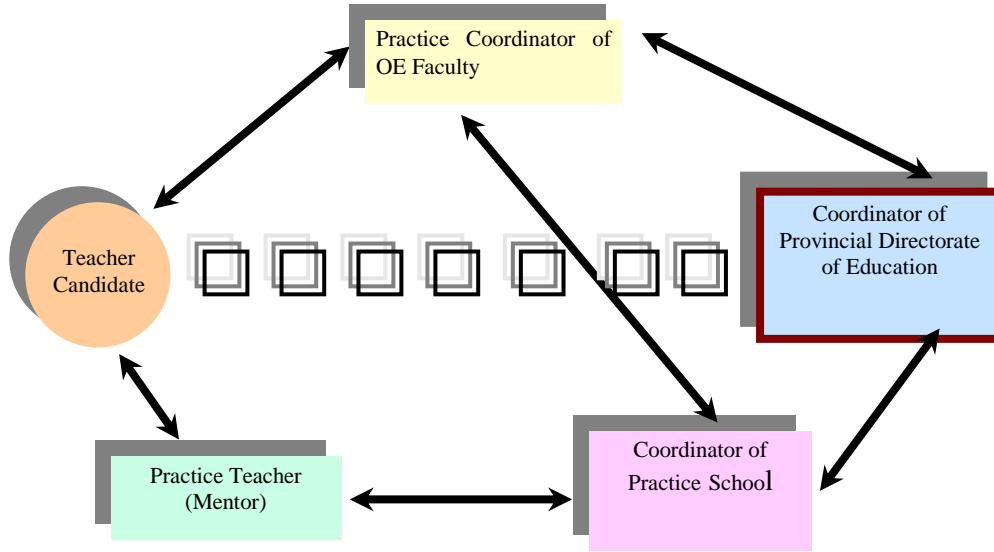 Practice Coordinator of
OE Faculty
Coordinator of
Provincial Directorate
of Education
Teacher
Candidate
Coordinator of
Practice School
Practice Teacher
(Mentor)